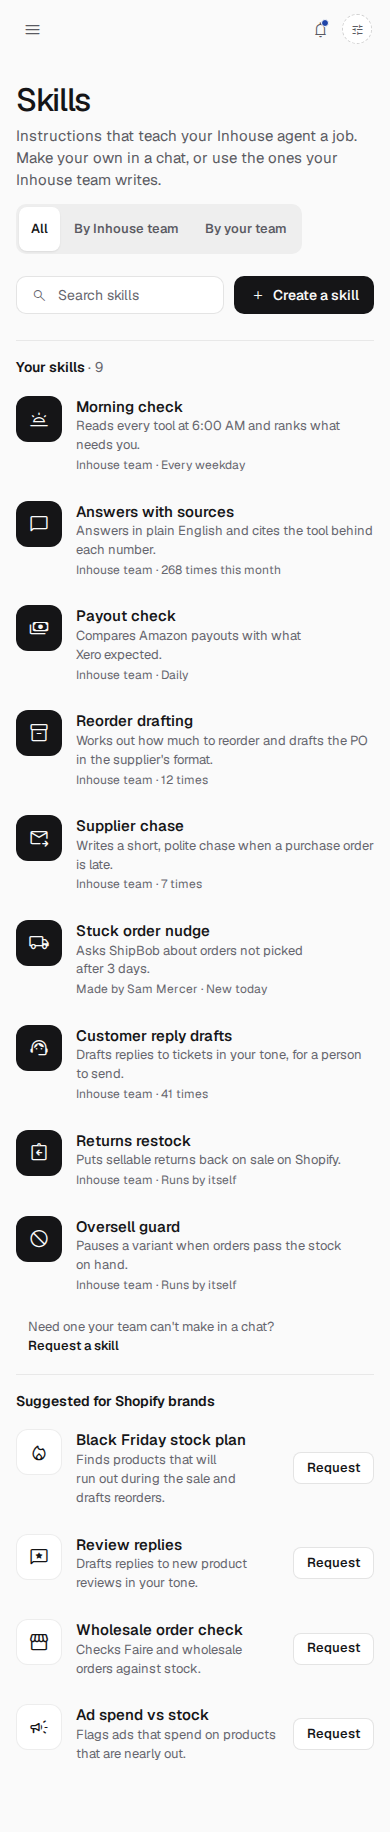 Skills
Instructions that teach your Inhouse agent a job.
Make your own in a chat, or use the ones your
Inhouse team writes.
All By Inhouse team By your team
Search skills + Create a skill
Your skills · 9
Morning check
Reads every tool at 6:00 AM and ranks what
needs you.
Inhouse team · Every weekday
Answers with sources
Answers in plain English and cites the tool behind
each number.
Inhouse team · 268 times this month
Payout check
Compares Amazon payouts with what
Xero expected.
Inhouse team · Daily
Reorder drafting
Works out how much to reorder and drafts the PO
in the supplier's format.
Inhouse team · 12 times
Supplier chase
Writes a short, polite chase when a purchase order
is late.
Inhouse team · 7 times
Stuck order nudge
Asks ShipBob about orders not picked
after 3 days.
Made by Sam Mercer · New today
Customer reply drafts
Drafts replies to tickets in your tone, for a person
to send.
Inhouse team · 41 times
Returns restock
Puts sellable returns back on sale on Shopify.
Inhouse team · Runs by itself
Oversell guard
Pauses a variant when orders pass the stock
on hand.
Inhouse team · Runs by itself
Need one your team can't make in a chat?
Request a skill
Suggested for Shopify brands
Black Friday stock plan
Finds products that will
run out during the sale and
drafts reorders.
Request
Review replies
Drafts replies to new product
reviews in your tone.
Request
Wholesale order check
Checks Faire and wholesale
orders against stock.
Request
Ad spend vs stock
Flags ads that spend on products
that are nearly out.
Request